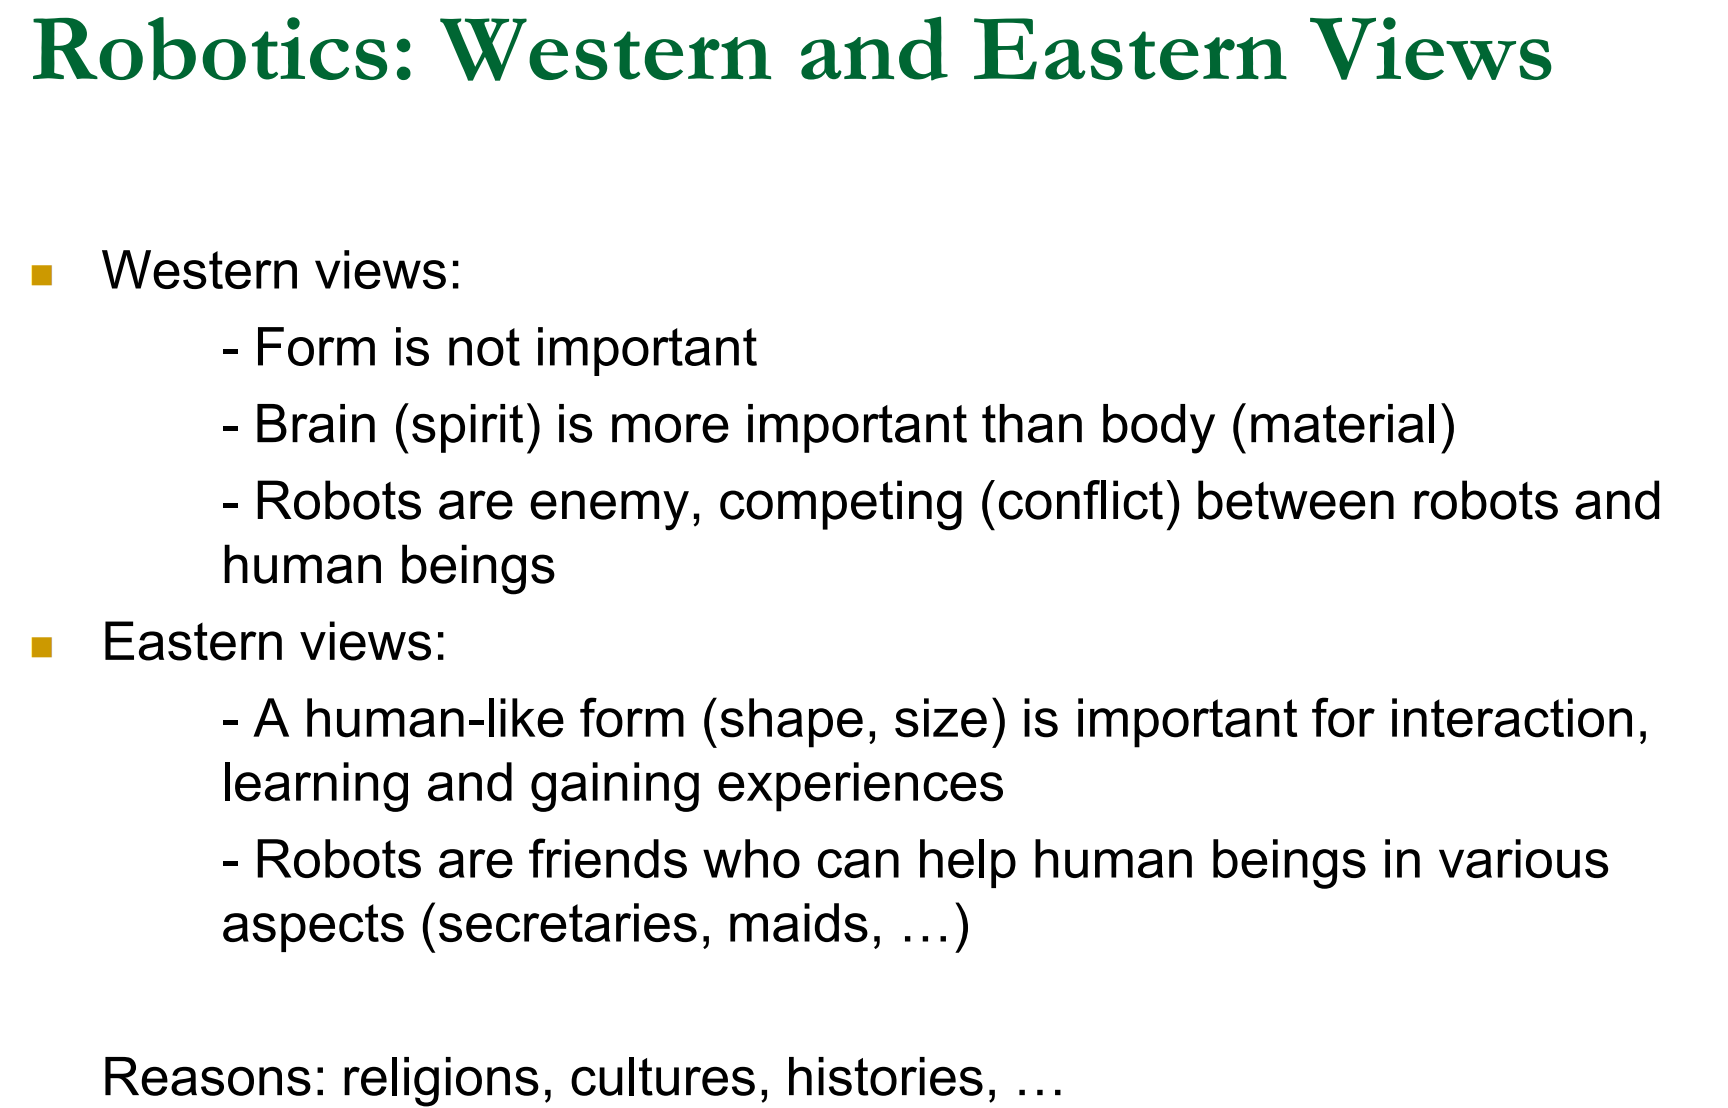 Robotics: Western and Eastern Views
Western views:
- Form is not important
- Brain (spirit) is more important than body (material)
- Robots are enemy, competing (conflict) between robots and
human beings
Eastern views:
- A human-like form (shape, size) is important for interaction,
learning and gaining experiences
- Robots are friends who can help human beings in various
aspects (secretaries, maids, …)
Reasons: religions, cultures, histories, …